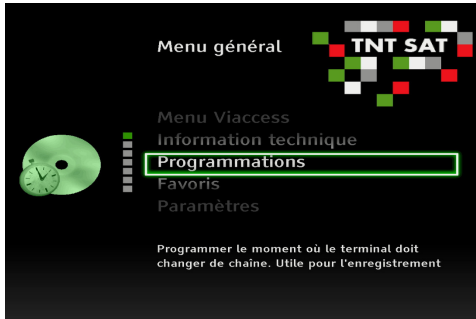 Menu général
TNT SAT
Menu Viaccess
Information technique
Programmations
Favoris
Paramètres
Programmer le moment où le terminal doit
changer de chaîne. Utile pour l'enregistrement